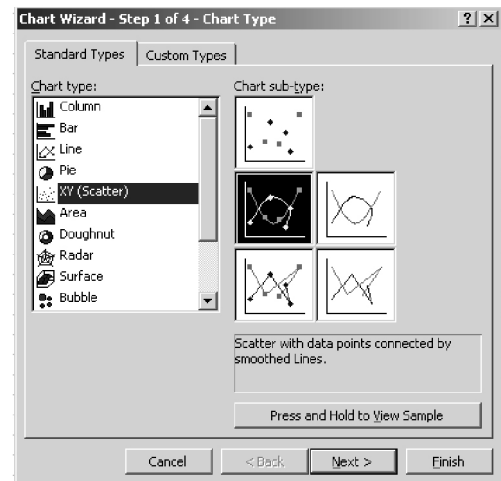 Chart Wizard - Step 1 of 4 - Chart Type
Standard Types
Custom Types
Chart type:
Column
Bar
Line
Pie
XY (Scatter)
Area
Doughnut
Radar
Surface
Bubble
Chart sub-type:
Scatter with data points connected by
smoothed Lines.
Press and Hold to View Sample
Cancel
< Back
Next >
Finish